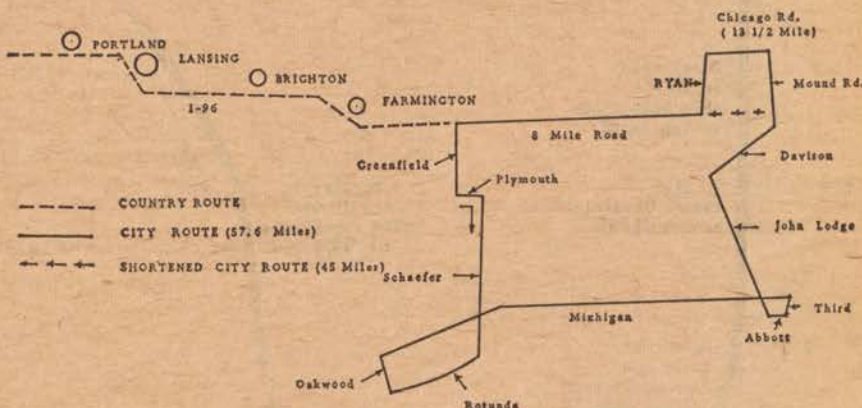 Chicago Rd.
( 13 1/2 Mile)
PORTLAND
LANSING
BRIGHTON
FARMINGTON
I-96
RYAN
Mound Rd.
8 Mile Road
Greenfield
Plymouth
Davison
COUNTRY ROUTE
CITY ROUTE (57.6 Miles)
SHORTENED CITY ROUTE (45 Miles)
John Lodge
Schaefer
Michigan
Third
Abbott
Oakwood
Rotunda